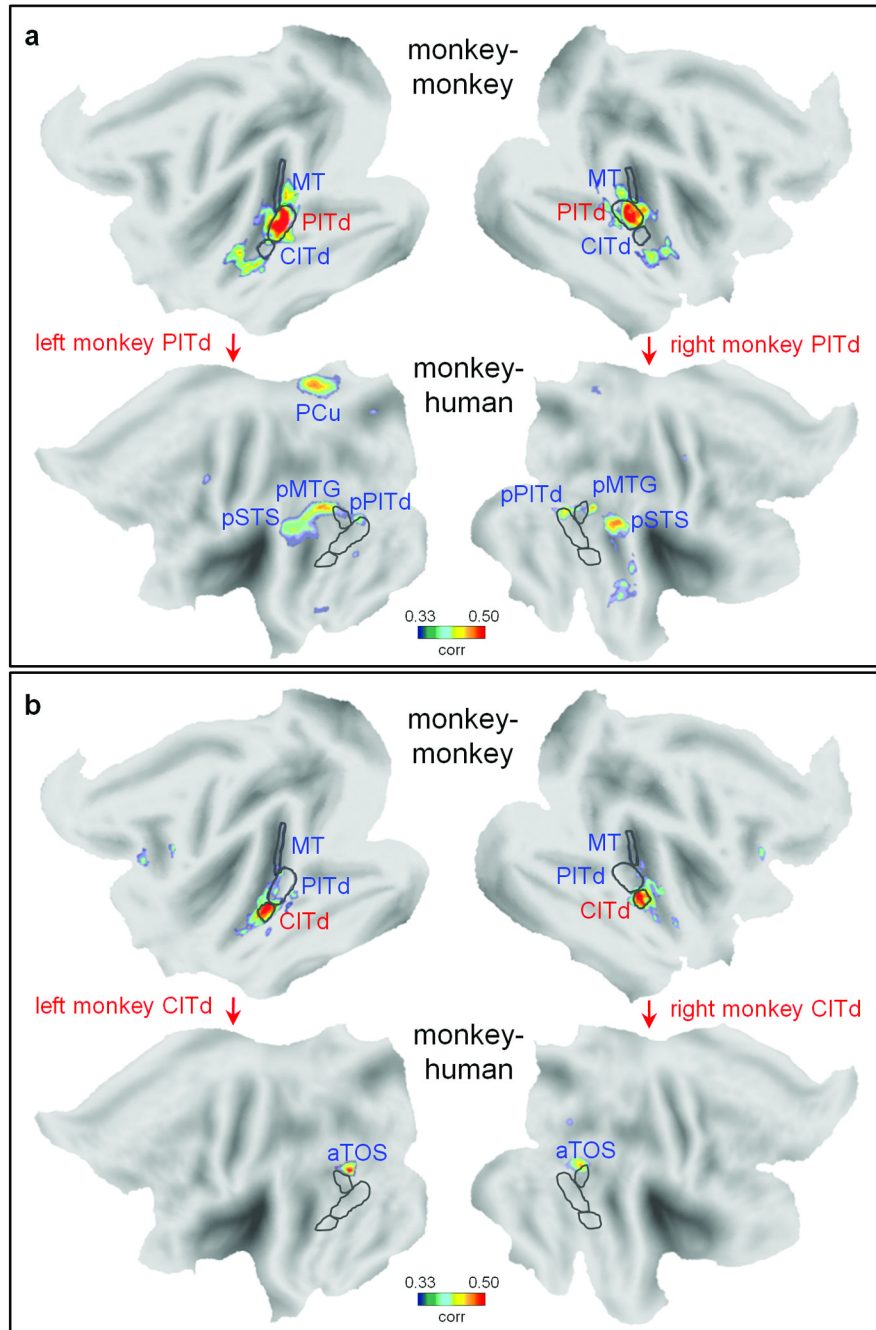 a
monkey-
monkey
MT
PITd
CITd
MT
PITd
CITd
left monkey PITd
right monkey PITd
monkey-
human
PCu
pMTG
pSTS
pPITd
pPITd
pMTG
pSTS
0.33 0.50
corr
b
monkey-
monkey
MT
PITd
CITd
MT
PITd
CITd
left monkey CITd
right monkey CITd
monkey-
human
aTOS
aTOS
0.33 0.50
corr